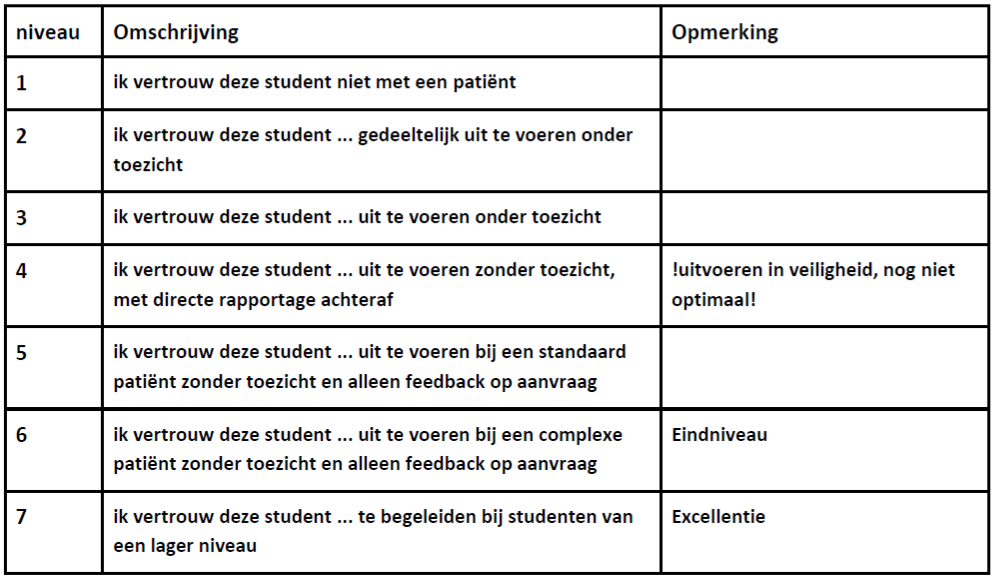 niveau Omschrijving Opmerking
1 ik vertrouw deze student niet met een patiënt
2 ik vertrouw deze student ... gedeeltelijk uit te voeren onder
toezicht
3 ik vertrouw deze student ... uit te voeren onder toezicht
4 ik vertrouw deze student ... uit te voeren zonder toezicht, !uitvoeren in veiligheid, nog niet
met directe rapportage achteraf optimaal!
5 ik vertrouw deze student ... uit te voeren bij een standaard
patiënt zonder toezicht en alleen feedback op aanvraag
6 ik vertrouw deze student ... uit te voeren bij een complexe Eindniveau
patiënt zonder toezicht en alleen feedback op aanvraag
7 ik vertrouw deze student ... te begeleiden bij studenten van Excellentie
een lager niveau